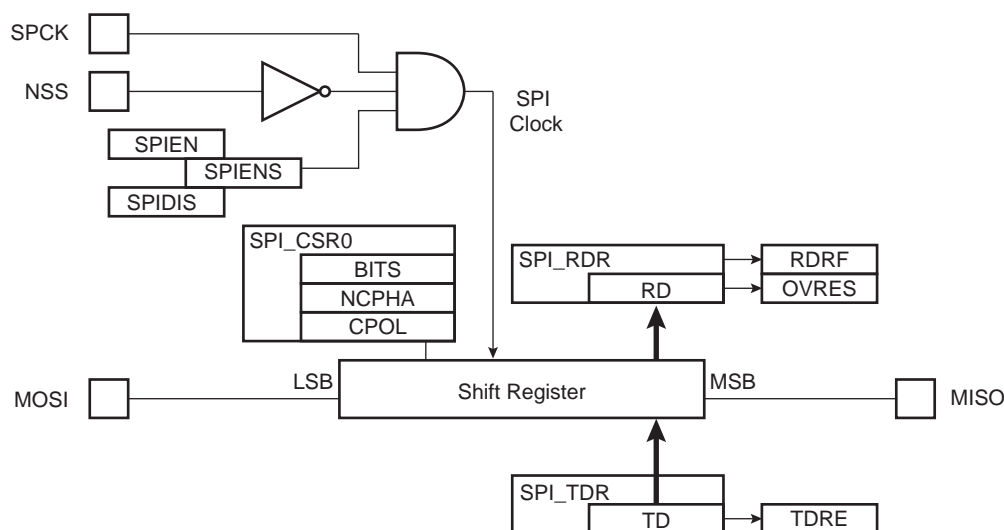 SPCK
NSS
SPI
Clock
SPIEN
SPIENS
SPIDIS
SPI_CSR0
BITS
NCPHA
CPOL
SPI_RDR
RD
RDRF
OVRES
LSB
Shift Register
MSB
MOSI
MISO
SPI_TDR
TD
TDRE